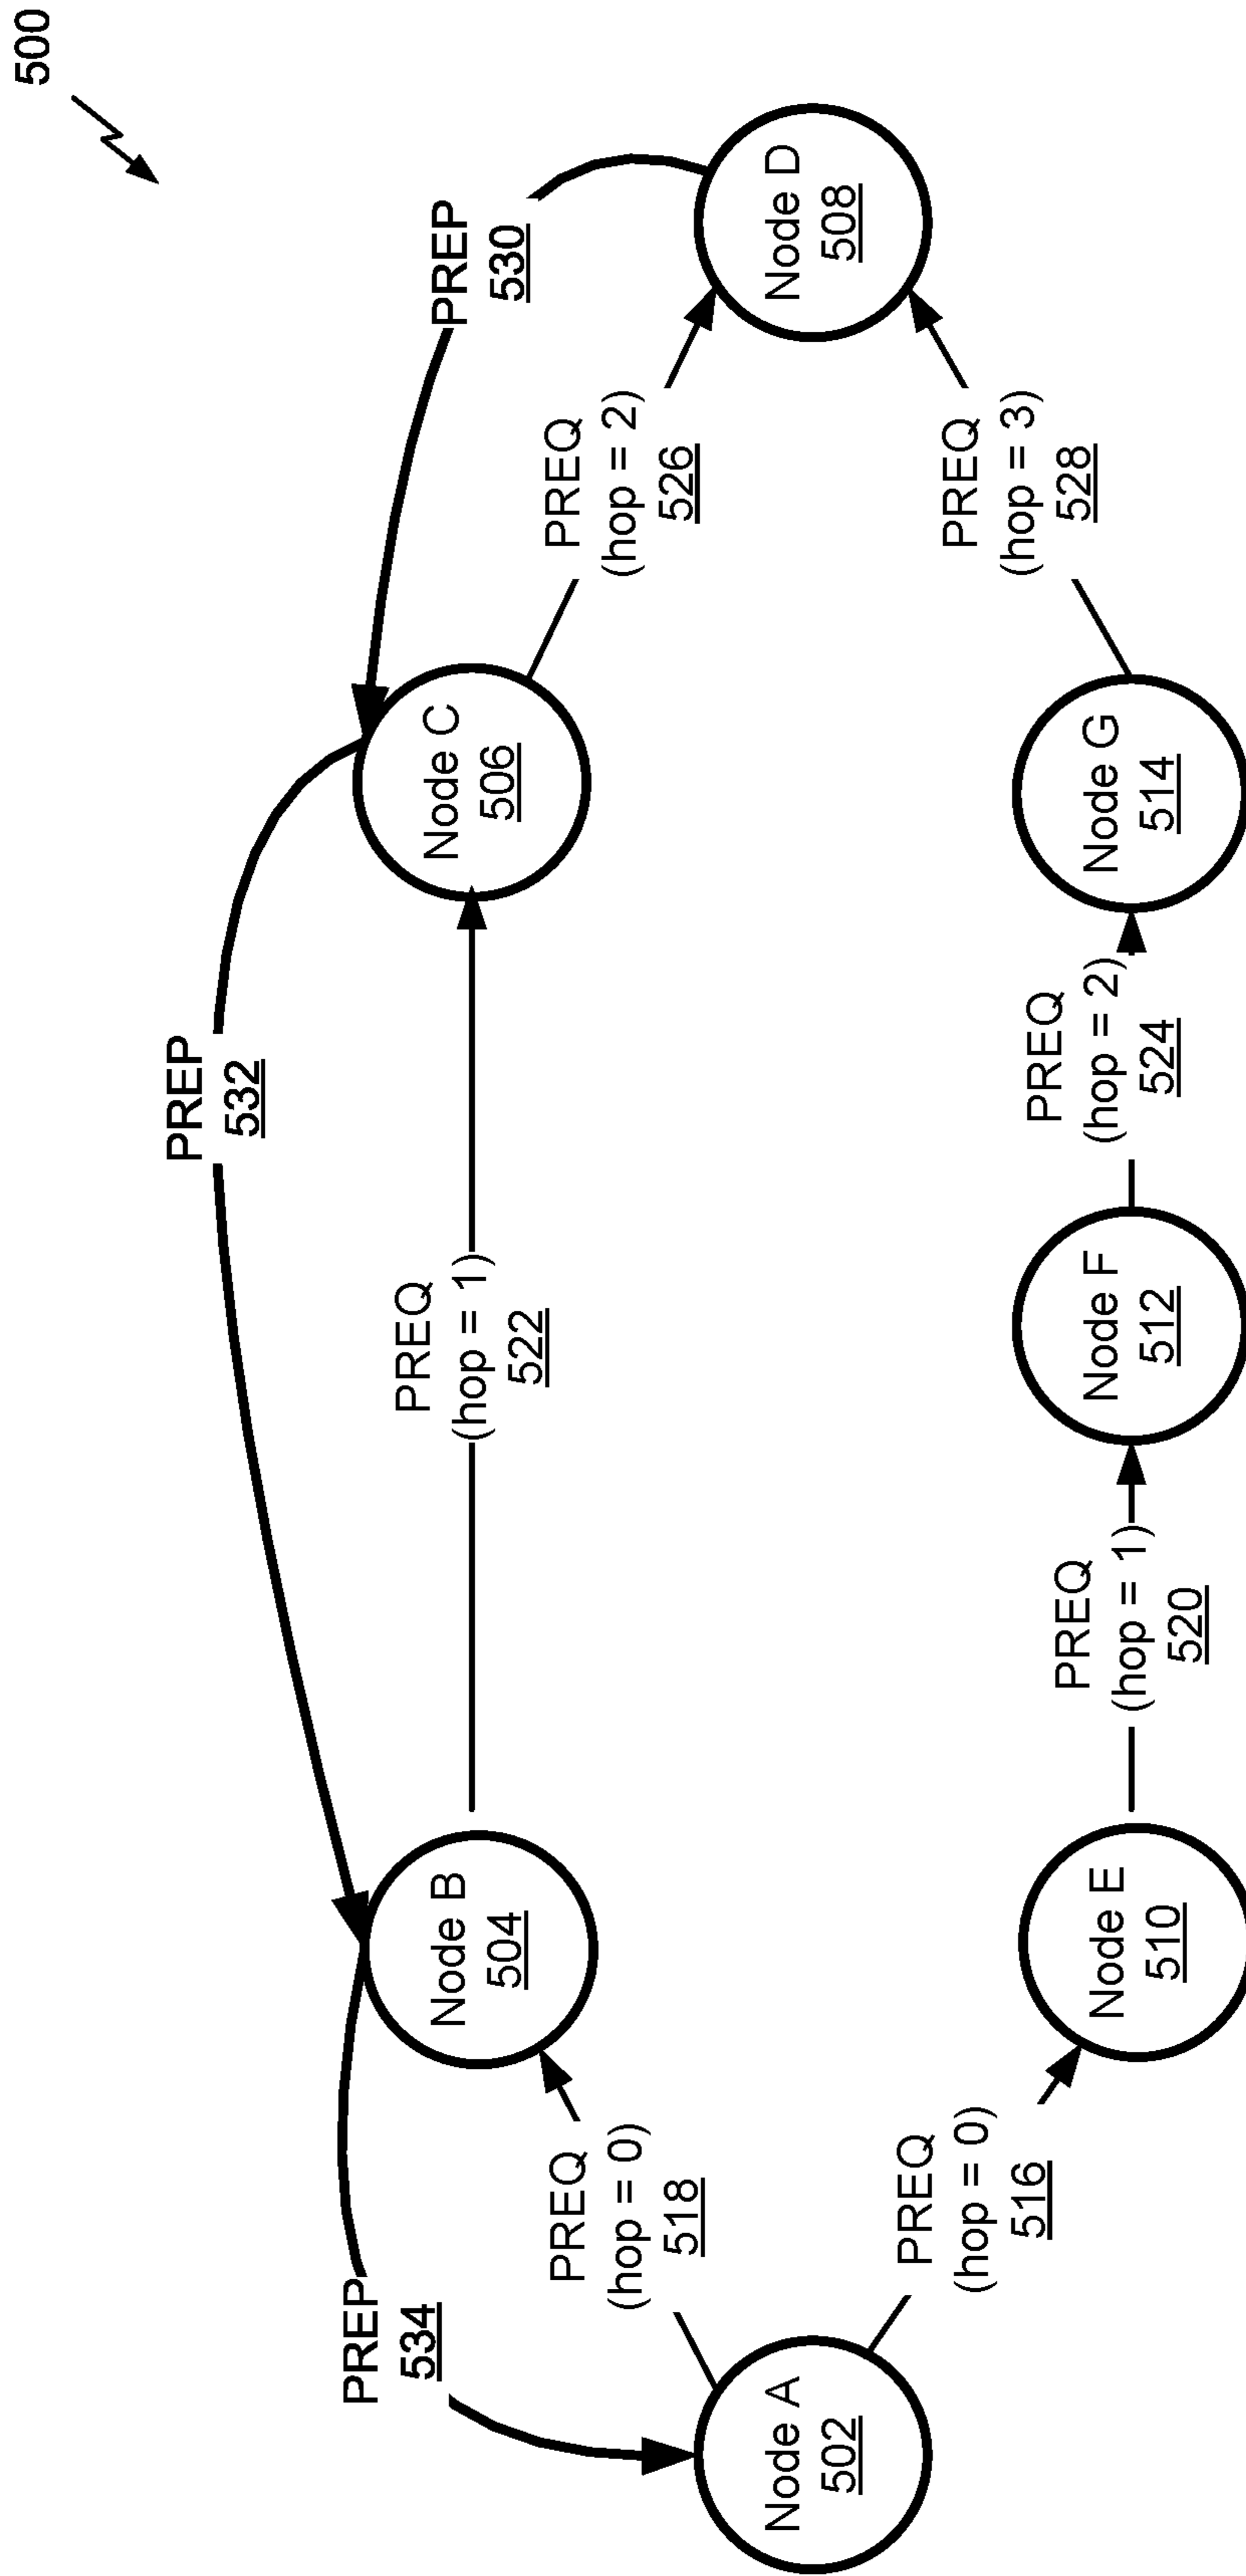 500
PREP
532
PREP
534
PREP
530
Node B
504
PREQ
(hop = 1)
522
Node C
506
PREQ
(hop = 0)
518
PREQ
(hop = 2)
526
Node A
502
Node D
508
PREQ
(hop = 0)
516
PREQ
(hop = 3)
528
Node E
510
PREQ
(hop = 1)
520
Node F
512
PREQ
(hop = 2)
524
Node G
514